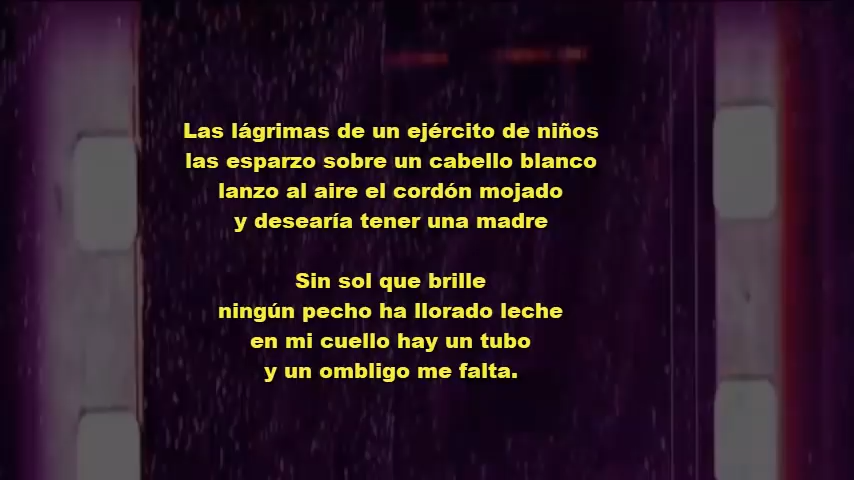 Las lágrimas de un ejército de niños
las esparzo sobre un cabello blanco
lanzo al aire el cordón mojado
y desearía tener una madre
Sin sol que brille
ningún pecho ha llorado leche
en mi cuello hay un tubo
y un ombligo me falta.